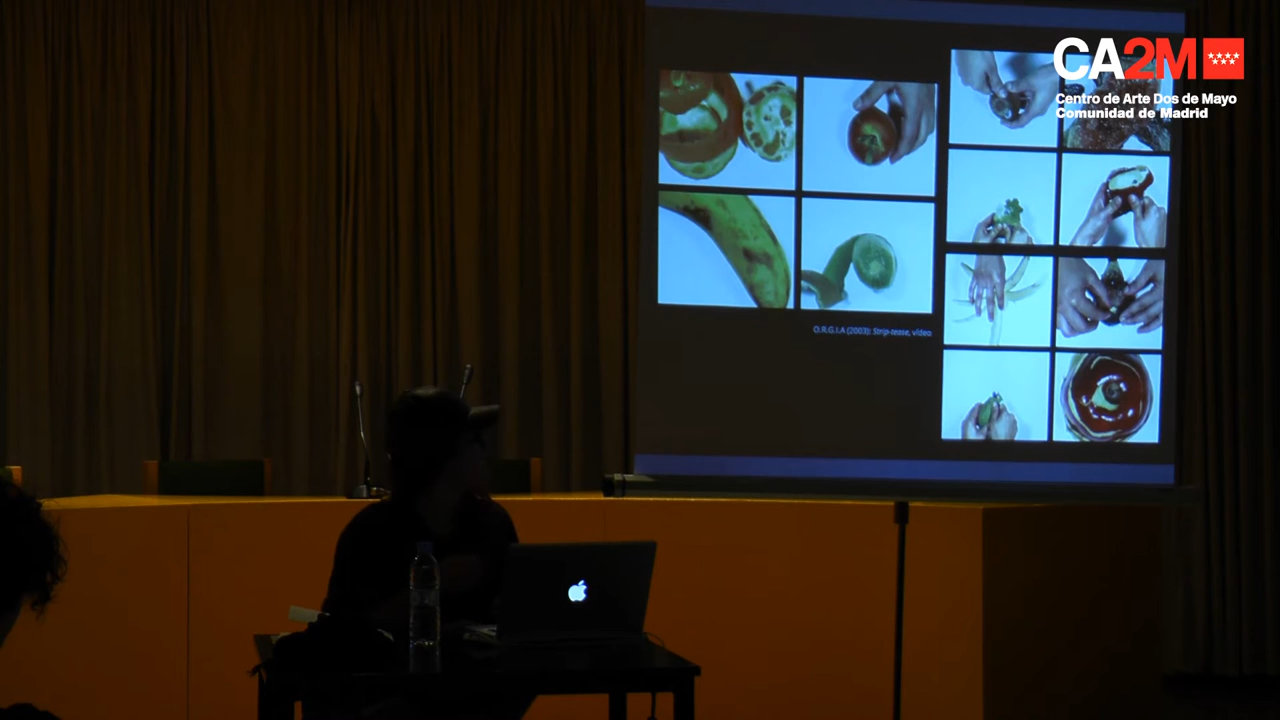 CA2M
Centro de Arte Dos de Mayo
Comunidad de Madrid
O.R.G.I.A (2003): Strip-tease, vídeo